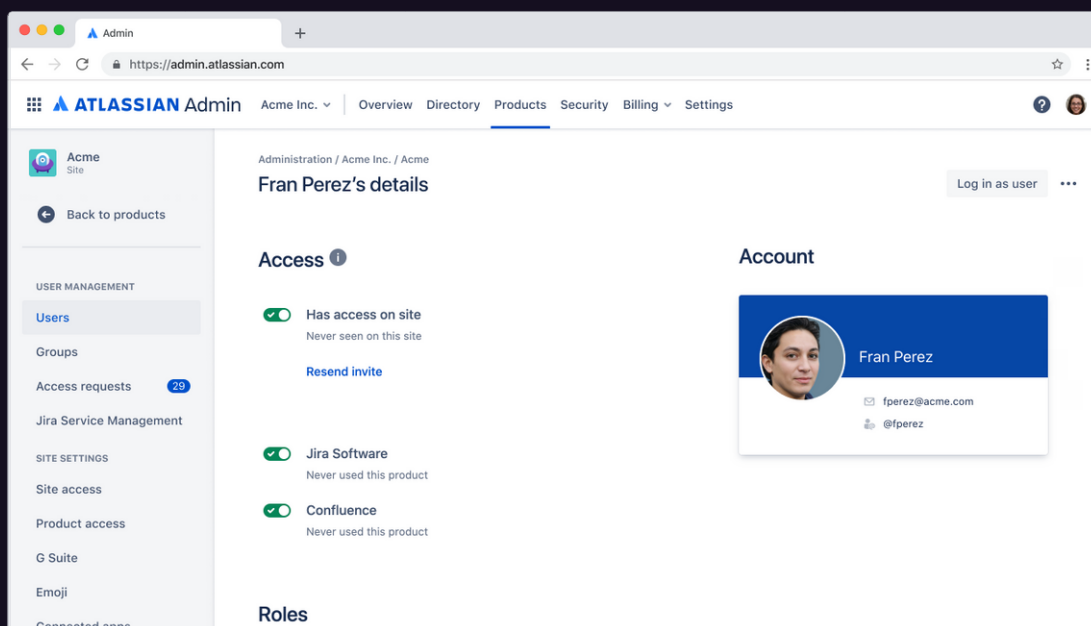 Admin
https://admin.atlassian.com
ATLASSIAN Admin
Acme Inc.
Overview
Directory
Products
Security
Billing
Settings
Acme
Site
Back to products
USER MANAGEMENT
Users
Groups
Access requests 29
Jira Service Management
SITE SETTINGS
Site access
Product access
G Suite
Emoji
Connected apps
Administration / Acme Inc. / Acme
Fran Perez’s details
Log in as user
Access
Has access on site
Never seen on this site
Resend invite
Jira Software
Never used this product
Confluence
Never used this product
Roles
Account
Fran Perez
fperez@acme.com
@fperez